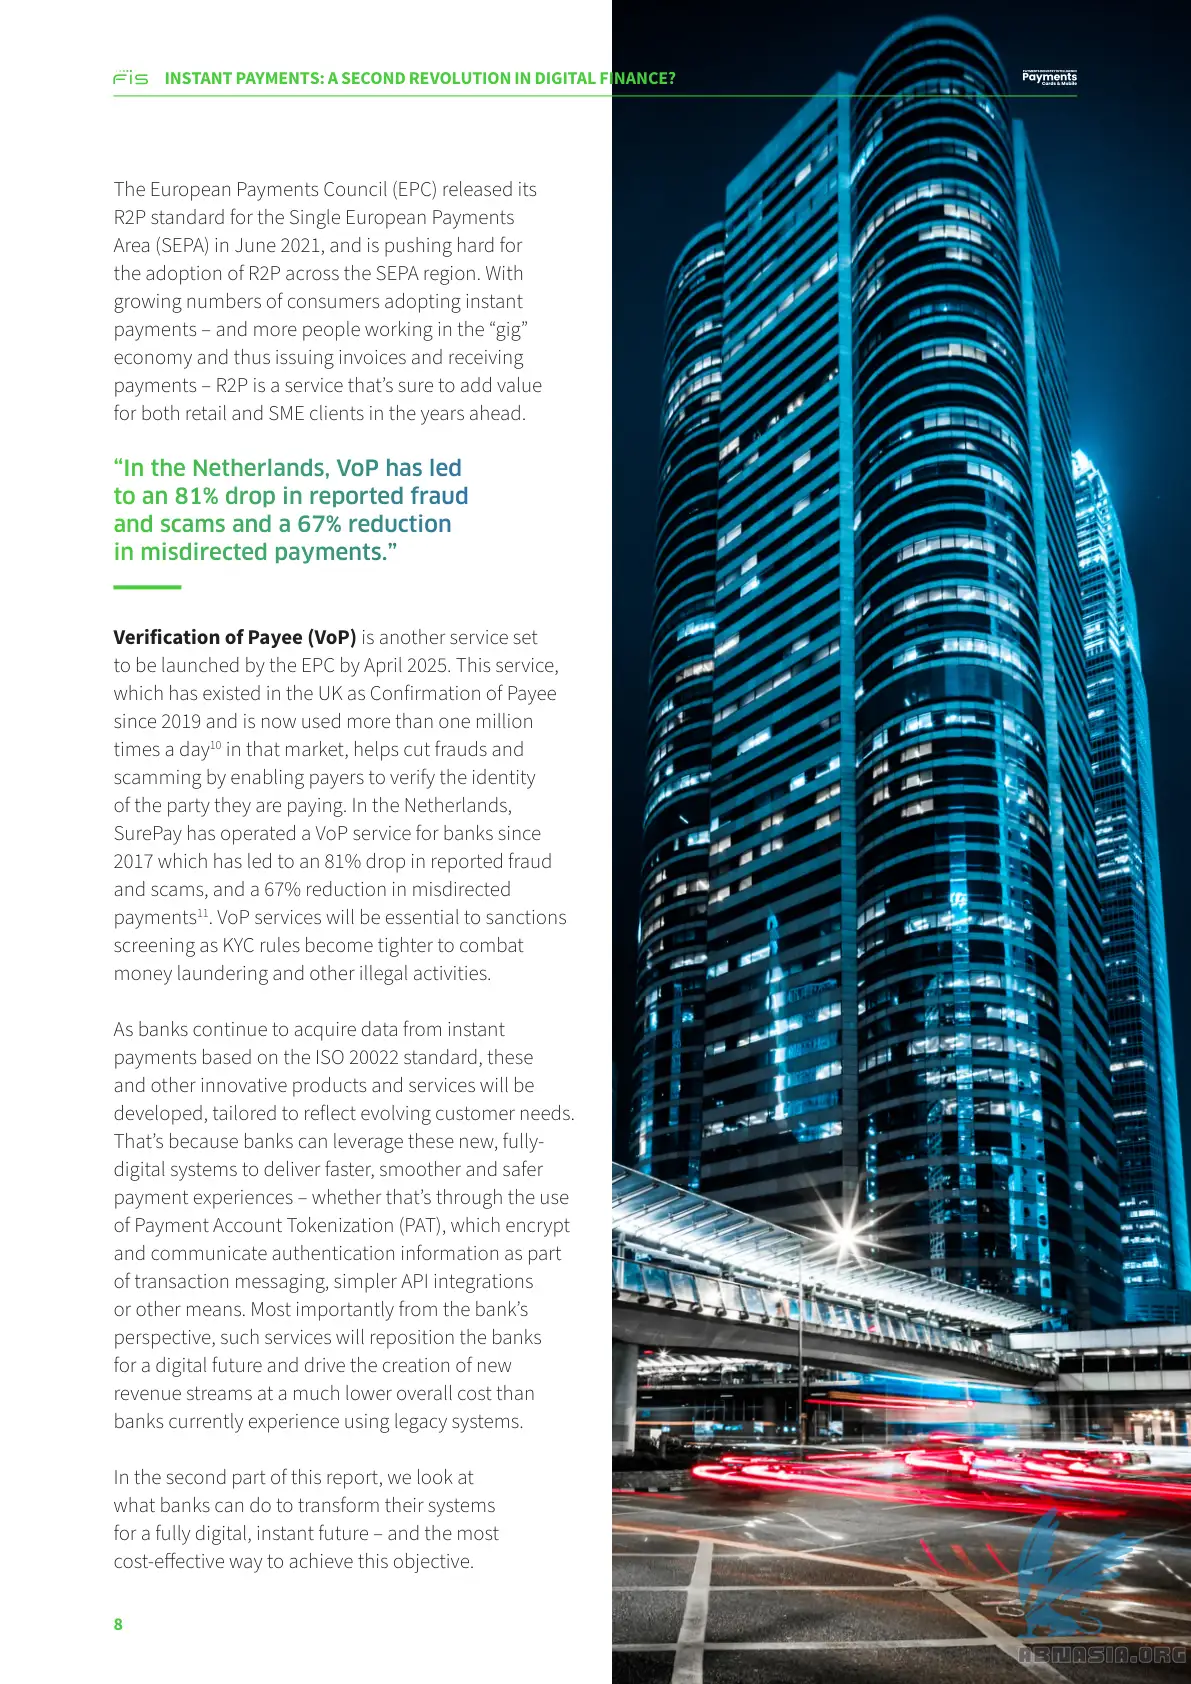 FIS INSTANT PAYMENTS: A SECOND REVOLUTION IN DIGITAL FINANCE?
Payments
Cards & Mobile
The European Payments Council (EPC) released its
R2P standard for the Single European Payments
Area (SEPA) in June 2021, and is pushing hard for
the adoption of R2P across the SEPA region. With
growing numbers of consumers adopting instant
payments – and more people working in the “gig”
economy and thus issuing invoices and receiving
payments – R2P is a service that’s sure to add value
for both retail and SME clients in the years ahead.
“In the Netherlands, VoP has led
to an 81% drop in reported fraud
and scams and a 67% reduction
in misdirected payments.”
Verification of Payee (VoP) is another service set
to be launched by the EPC by April 2025. This service,
which has existed in the UK as Confirmation of Payee
since 2019 and is now used more than one million
times a day10 in that market, helps cut frauds and
scamming by enabling payers to verify the identity
of the party they are paying. In the Netherlands,
SurePay has operated a VoP service for banks since
2017 which has led to an 81% drop in reported fraud
and scams, and a 67% reduction in misdirected
payments11. VoP services will be essential to sanctions
screening as KYC rules become tighter to combat
money laundering and other illegal activities.
As banks continue to acquire data from instant
payments based on the ISO 20022 standard, these
and other innovative products and services will be
developed, tailored to reflect evolving customer needs.
That’s because banks can leverage these new, fully-
digital systems to deliver faster, smoother and safer
payment experiences – whether that’s through the use
of Payment Account Tokenization (PAT), which encrypt
and communicate authentication information as part
of transaction messaging, simpler API integrations
or other means. Most importantly from the bank’s
perspective, such services will reposition the banks
for a digital future and drive the creation of new
revenue streams at a much lower overall cost than
banks currently experience using legacy systems.
In the second part of this report, we look at
what banks can do to transform their systems
for a fully digital, instant future – and the most
cost-effective way to achieve this objective.
8
ABNASIA.ORG